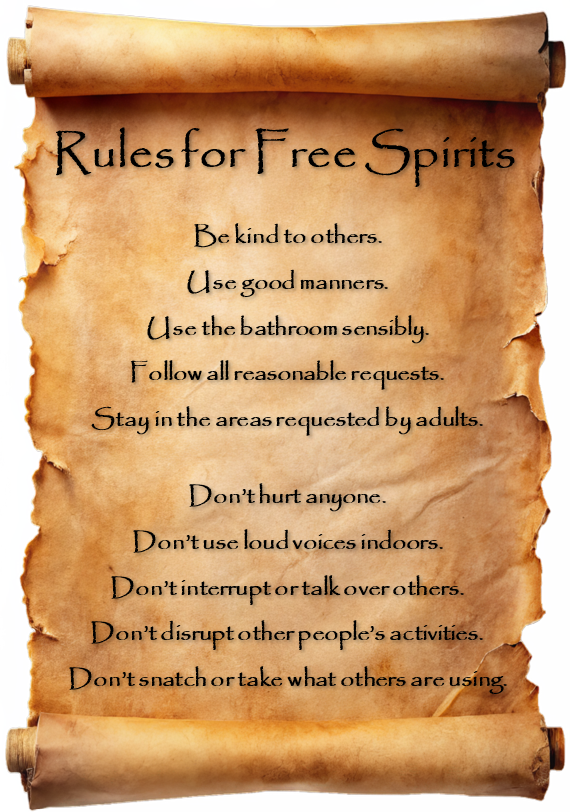 Rules for Free Spirits
Be kind to others.
Use good manners.
Use the bathroom sensibly.
Follow all reasonable requests.
Stay in the areas requested by adults.
Don't hurt anyone.
Don't use loud voices indoors.
Don't interrupt or talk over others.
Don't disrupt other people's activities.
Don't snatch or take what others are using.